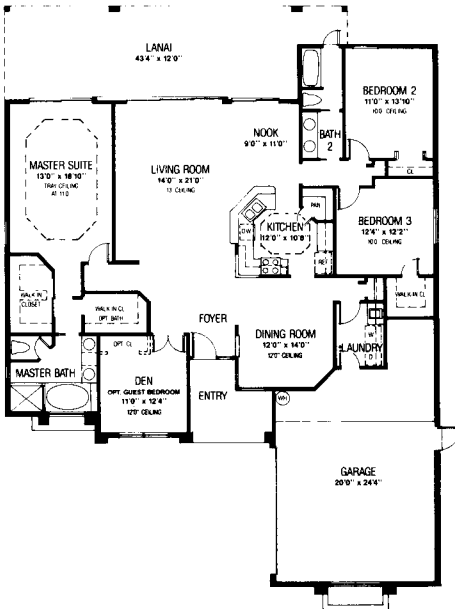 LANAI
43'4" x 12'0"
BEDROOM 2
11'0" x 13'10"
10'0 CEILING
NOOK
9'0" x 11'0"
BATH
2
MASTER SUITE
13'0" x 18'10"
TRAY CEILING
AT 11'0
LIVING ROOM
14'0" x 21'0"
13' CEILING
CL
PAN
BEDROOM 3
12'4" x 12'2"
10'0 CEILING
KITCHEN
12'0" x 10'8"
DW
REF
WALK IN
CLOSET
WALK IN CL
OPT. BATH
WALK IN CL
FOYER
DINING ROOM
12'0" x 14'0"
12'0" CEILING
W
D
LAUNDRY
OPT CL
MASTER BATH
DEN
OPT. GUEST BEDROOM
11'0" x 12'4"
12'0" CEILING
ENTRY
WH
GARAGE
20'0" x 24'4"